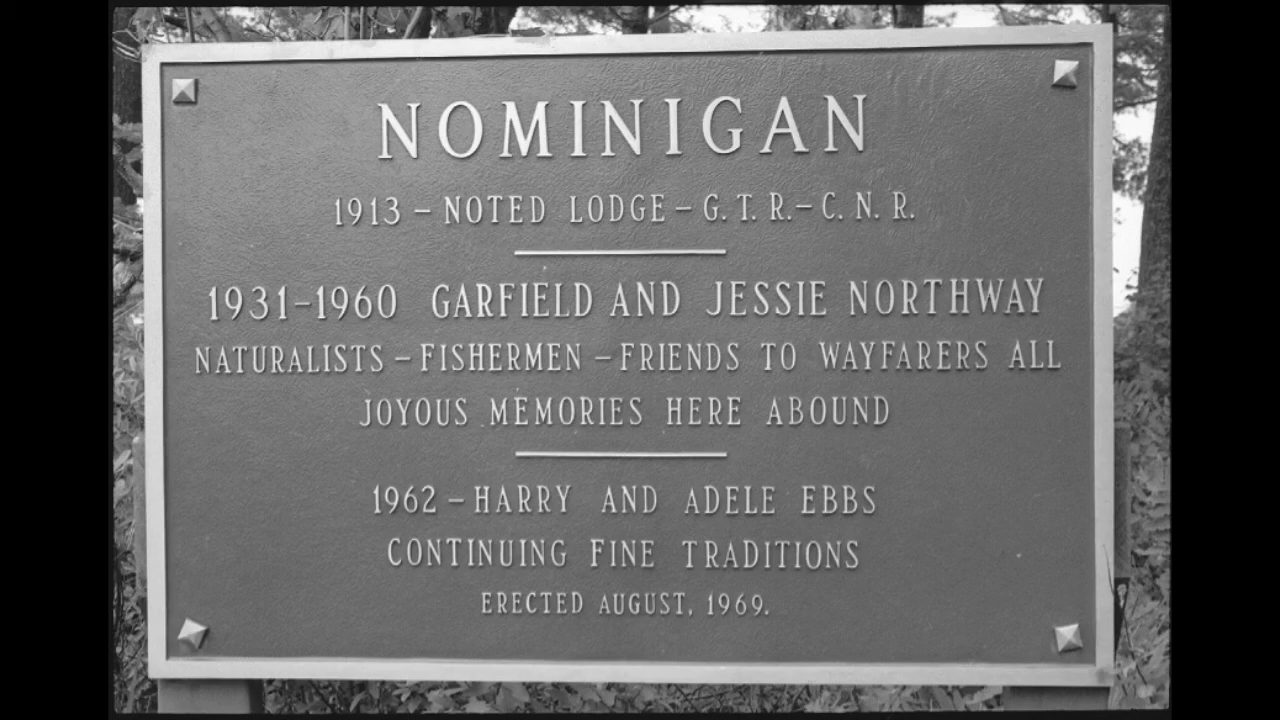 NOMINIGAN
1913 – NOTED LODGE – G. T. R. – C. N. R.
1931–1960 GARFIELD AND JESSIE NORTHWAY
NATURALISTS – FISHERMEN – FRIENDS TO WAYFARERS ALL
JOYOUS MEMORIES HERE ABOUND
1962 – HARRY AND ADELE EBBS
CONTINUING FINE TRADITIONS
ERECTED AUGUST, 1969.